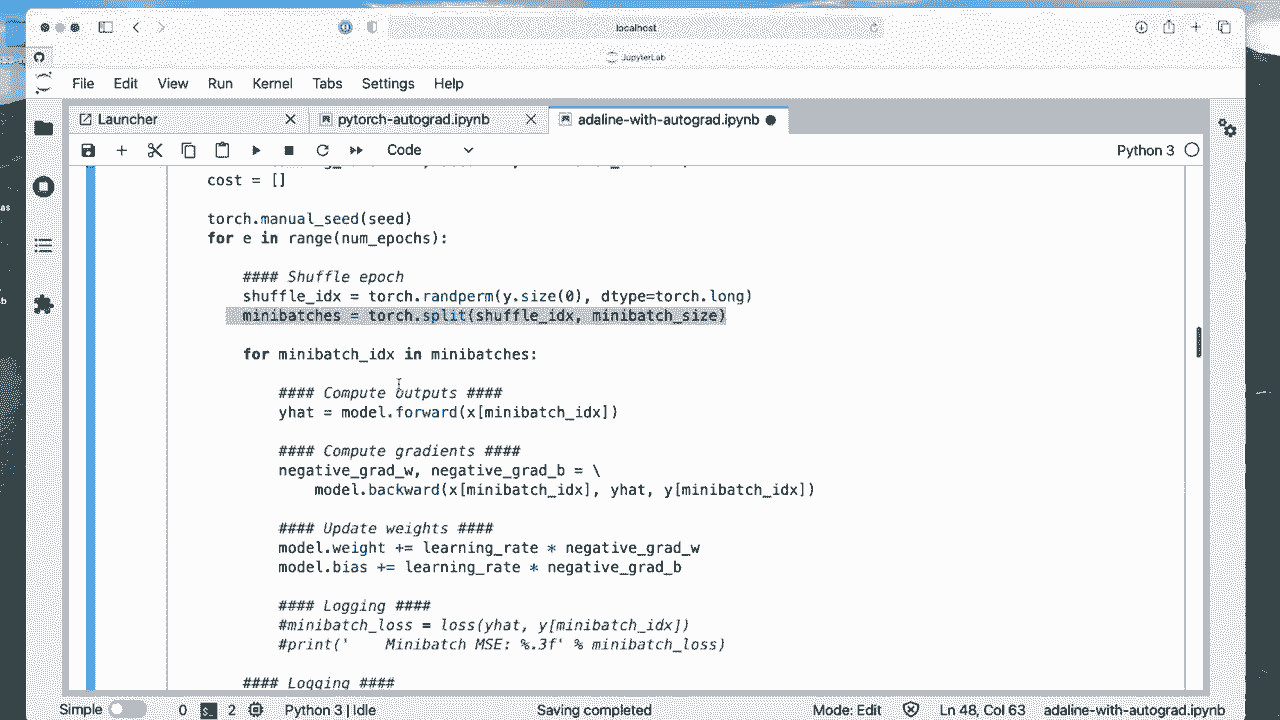 localhost
JupyterLab
File Edit View Run Kernel Tabs Settings Help
Launcher pytorch-autograd.ipynb adaline-with-autograd.ipynb
Code Python 3
cost = []
torch.manual_seed(seed)
for e in range(num_epochs):
#### Shuffle epoch
shuffle_idx = torch.randperm(y.size(0), dtype=torch.long)
minibatches = torch.split(shuffle_idx, minibatch_size)
for minibatch_idx in minibatches:
#### Compute outputs ####
yhat = model.forward(x[minibatch_idx])
#### Compute gradients ####
negative_grad_w, negative_grad_b = \
model.backward(x[minibatch_idx], yhat, y[minibatch_idx])
#### Update weights ####
model.weight += learning_rate * negative_grad_w
model.bias += learning_rate * negative_grad_b
#### Logging ####
#minibatch_loss = loss(yhat, y[minibatch_idx])
#print('    Minibatch MSE: %.3f' % minibatch_loss)
#### Logging ####
Simple 0 $_ 2 Python 3 | Idle Saving completed Mode: Edit Ln 48, Col 63 adaline-with-autograd.ipynb